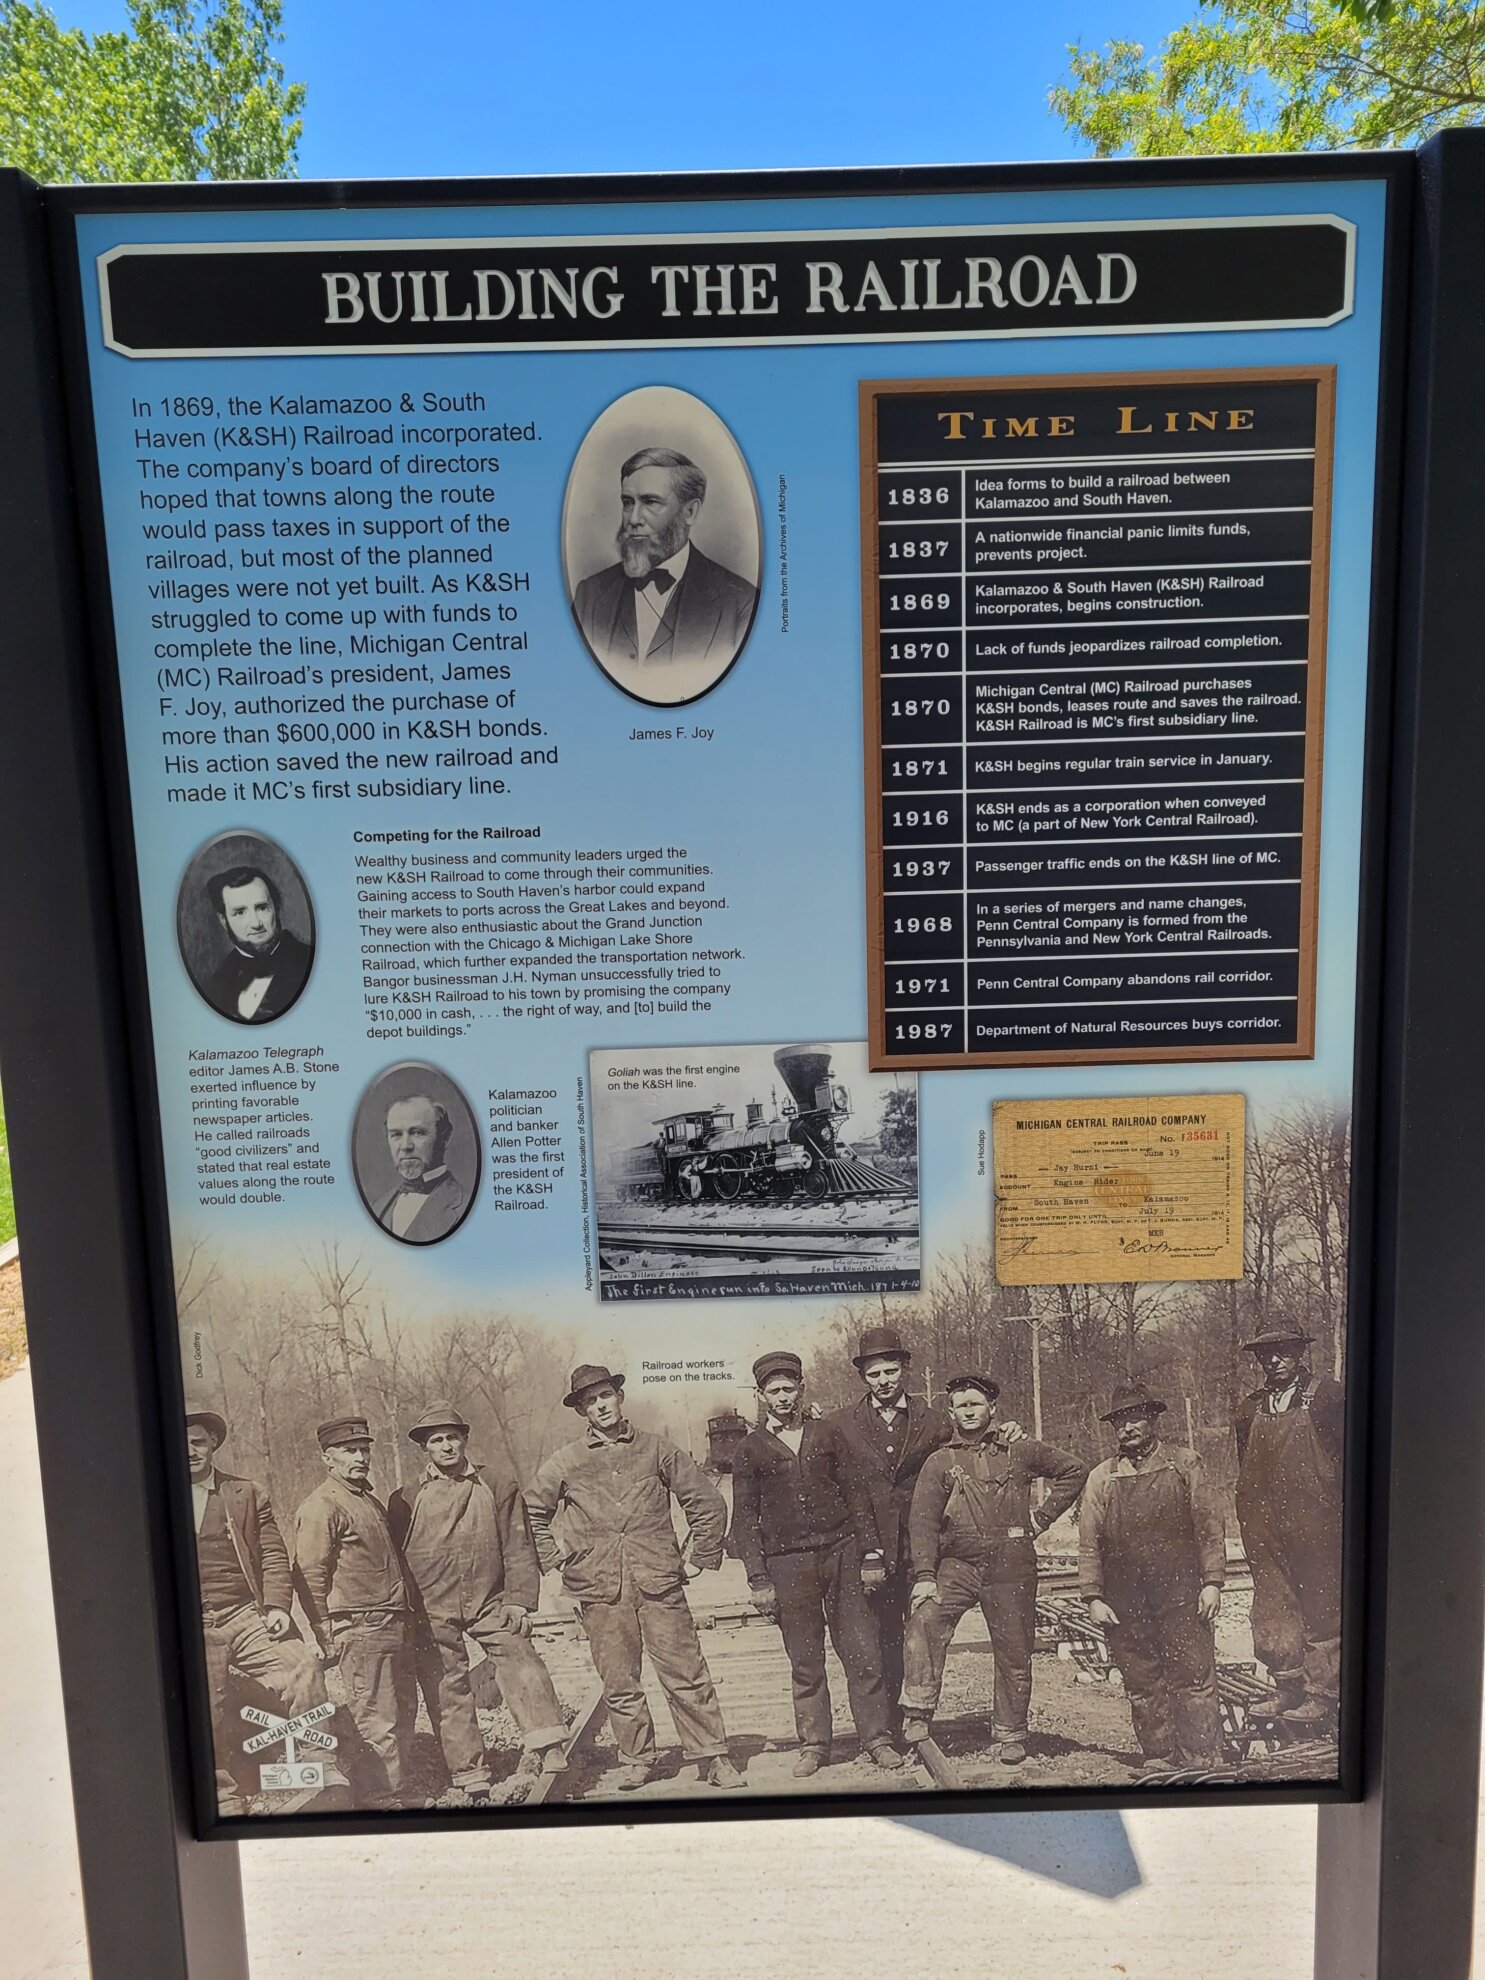 BUILDING THE RAILROAD
In 1869, the Kalamazoo & South
Haven (K&SH) Railroad incorporated.
The company's board of directors
hoped that towns along the route
would pass taxes in support of the
railroad, but most of the planned
villages were not yet built. As K&SH
struggled to come up with funds to
complete the line, Michigan Central
(MC) Railroad's president, James
F. Joy, authorized the purchase of
more than $600,000 in K&SH bonds.
His action saved the new railroad and
made it MC's first subsidiary line.
James F. Joy
Portraits from the Archives of Michigan
TIME LINE
1836
Idea forms to build a railroad between
Kalamazoo and South Haven.
1837
A nationwide financial panic limits funds,
prevents project.
1869
Kalamazoo & South Haven (K&SH) Railroad
incorporates, begins construction.
1870
Lack of funds jeopardizes railroad completion.
1870
Michigan Central (MC) Railroad purchases
K&SH bonds, leases route and saves the railroad.
K&SH Railroad is MC's first subsidiary line.
1871
K&SH begins regular train service in January.
1916
K&SH ends as a corporation when conveyed
to MC (a part of New York Central Railroad).
1937
Passenger traffic ends on the K&SH line of MC.
1968
In a series of mergers and name changes,
Penn Central Company is formed from the
Pennsylvania and New York Central Railroads.
1971
Penn Central Company abandons rail corridor.
1987
Department of Natural Resources buys corridor.
Competing for the Railroad
Wealthy business and community leaders urged the
new K&SH Railroad to come through their communities.
Gaining access to South Haven's harbor could expand
their markets to ports across the Great Lakes and beyond.
They were also enthusiastic about the Grand Junction
connection with the Chicago & Michigan Lake Shore
Railroad, which further expanded the transportation network.
Bangor businessman J.H. Nyman unsuccessfully tried to
lure K&SH Railroad to his town by promising the company
"$10,000 in cash, . . . the right of way, and [to] build the
depot buildings."
Kalamazoo Telegraph
editor James A.B. Stone
exerted influence by
printing favorable
newspaper articles.
He called railroads
"good civilizers" and
stated that real estate
values along the route
would double.
Kalamazoo
politician
and banker
Allen Potter
was the first
president of
the K&SH
Railroad.
Appleyard Collection, Historical Association of South Haven
Goliah was the first engine
on the K&SH line.
John Dillon Engineer
The First Engine run into So. Haven Mich. 1871-4-10
Sue Hodapp
MICHIGAN CENTRAL RAILROAD COMPANY
TRIP PASS
No. F35631
June 19 1914
PASS Jay Burni
ACCOUNT Engine Rider
FROM South Haven TO Kalamazoo
GOOD FOR ONE TRIP ONLY UNTIL July 19 1914
MES
GENERAL MANAGER
Dick Godfrey
Railroad workers
pose on the tracks.
RAIL
ROAD
KAL-HAVEN TRAIL